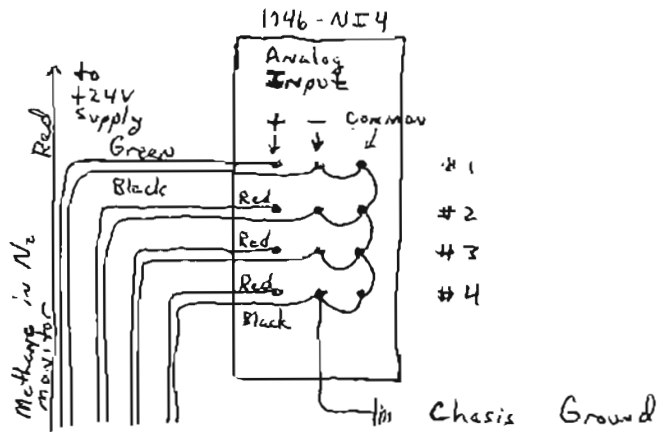 1746-NI4
Analog
Input
to
+24V
Supply
Red
+ - Common
Green
#1
Black
Red
#2
Red
#3
Red
#4
Black
Methane in N2
monitor
Chasis Ground